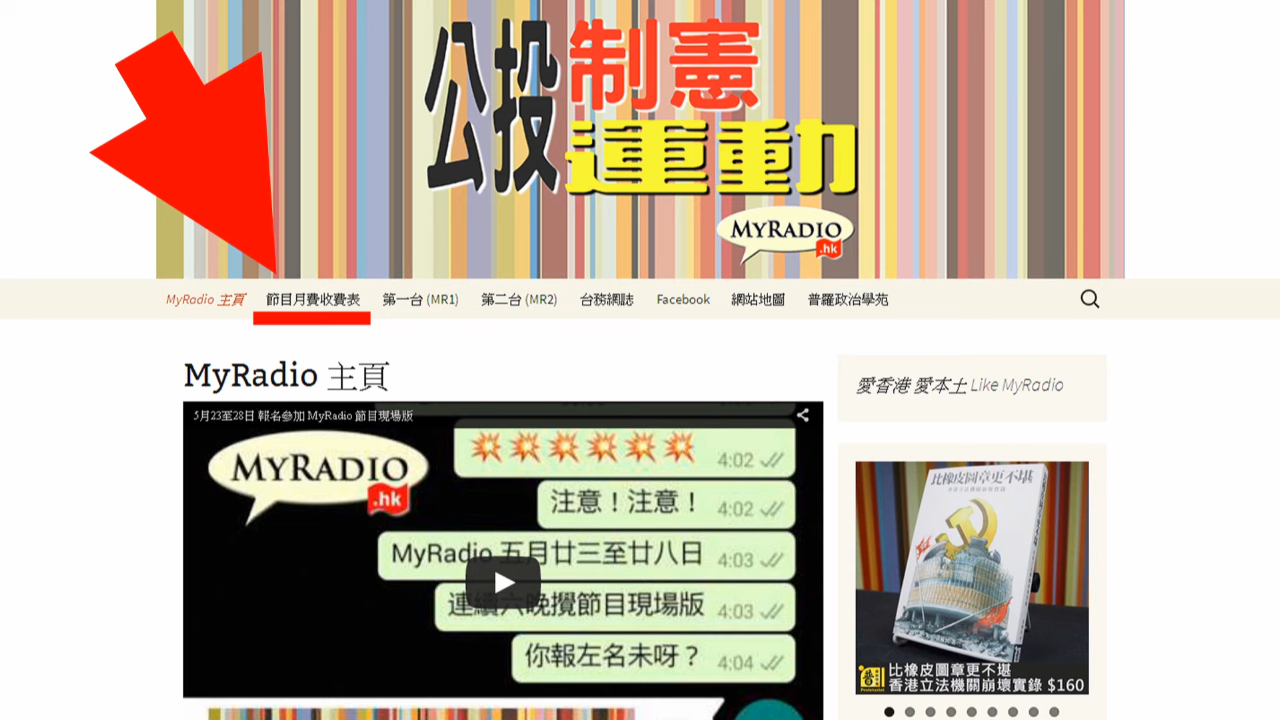 公投制憲
運動
MYRADIO
.hk
MyRadio 主頁 節目月費收費表 第一台 (MR1) 第二台 (MR2) 台務網誌 Facebook 網站地圖 普羅政治學苑
MyRadio 主頁
5月23至28日 報名參加 MyRadio 節目現場版
MYRADIO
.hk
4:02
注意！注意！ 4:02
MyRadio 五月廿三至廿八日 4:03
連續六晚攪節目現場版 4:03
你報左名未呀？ 4:04
愛香港 愛本土 Like MyRadio
比橡皮圖章更不堪
普
比橡皮圖章更不堪
香港立法機關崩壞實錄 $160